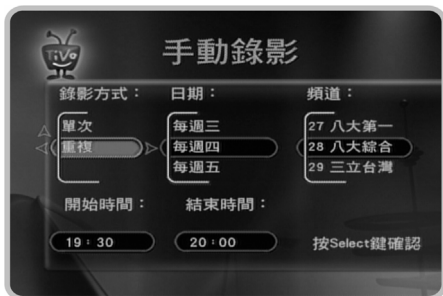 TiVo
手動錄影
錄影方式： 日期： 頻道：
單次 每週三 27 八大第一
重複 每週四 28 八大綜合
每週五 29 三立台灣
開始時間： 結束時間：
19：30 20：00 按Select鍵確認